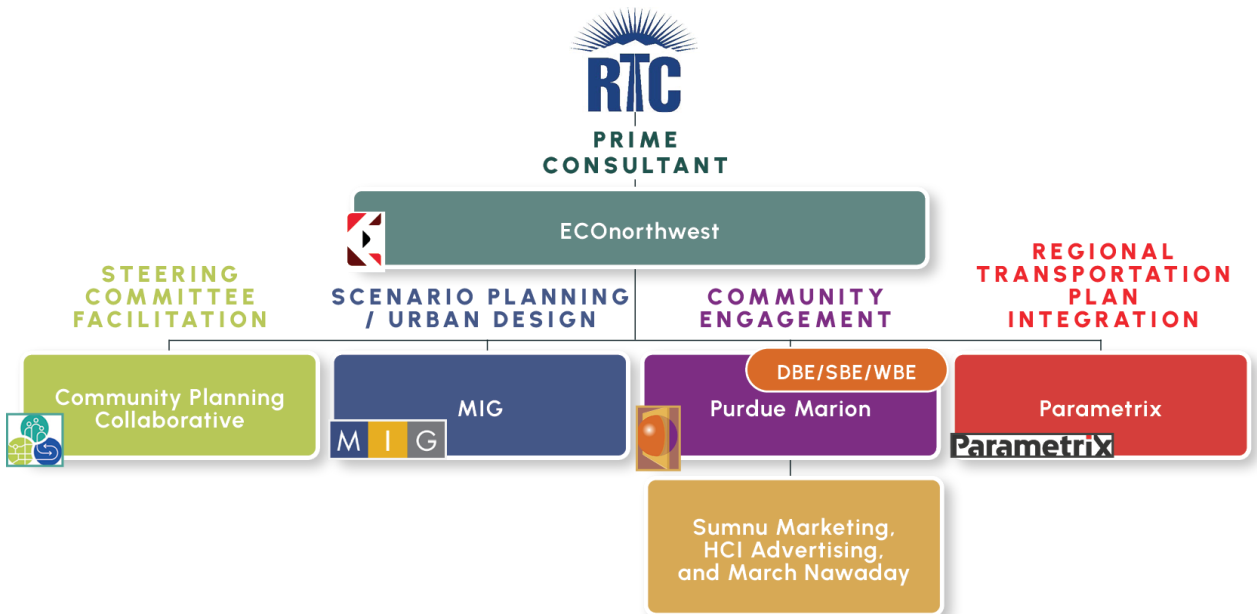 RTC
PRIME
CONSULTANT
ECOnorthwest
STEERING
COMMITTEE
FACILITATION
Community Planning
Collaborative
SCENARIO PLANNING
/ URBAN DESIGN
MIG
MIG
COMMUNITY
ENGAGEMENT
DBE/SBE/WBE
Purdue Marion
Sumnu Marketing,
HCI Advertising,
and March Nawaday
REGIONAL
TRANSPORTATION
PLAN
INTEGRATION
Parametrix
Parametrix